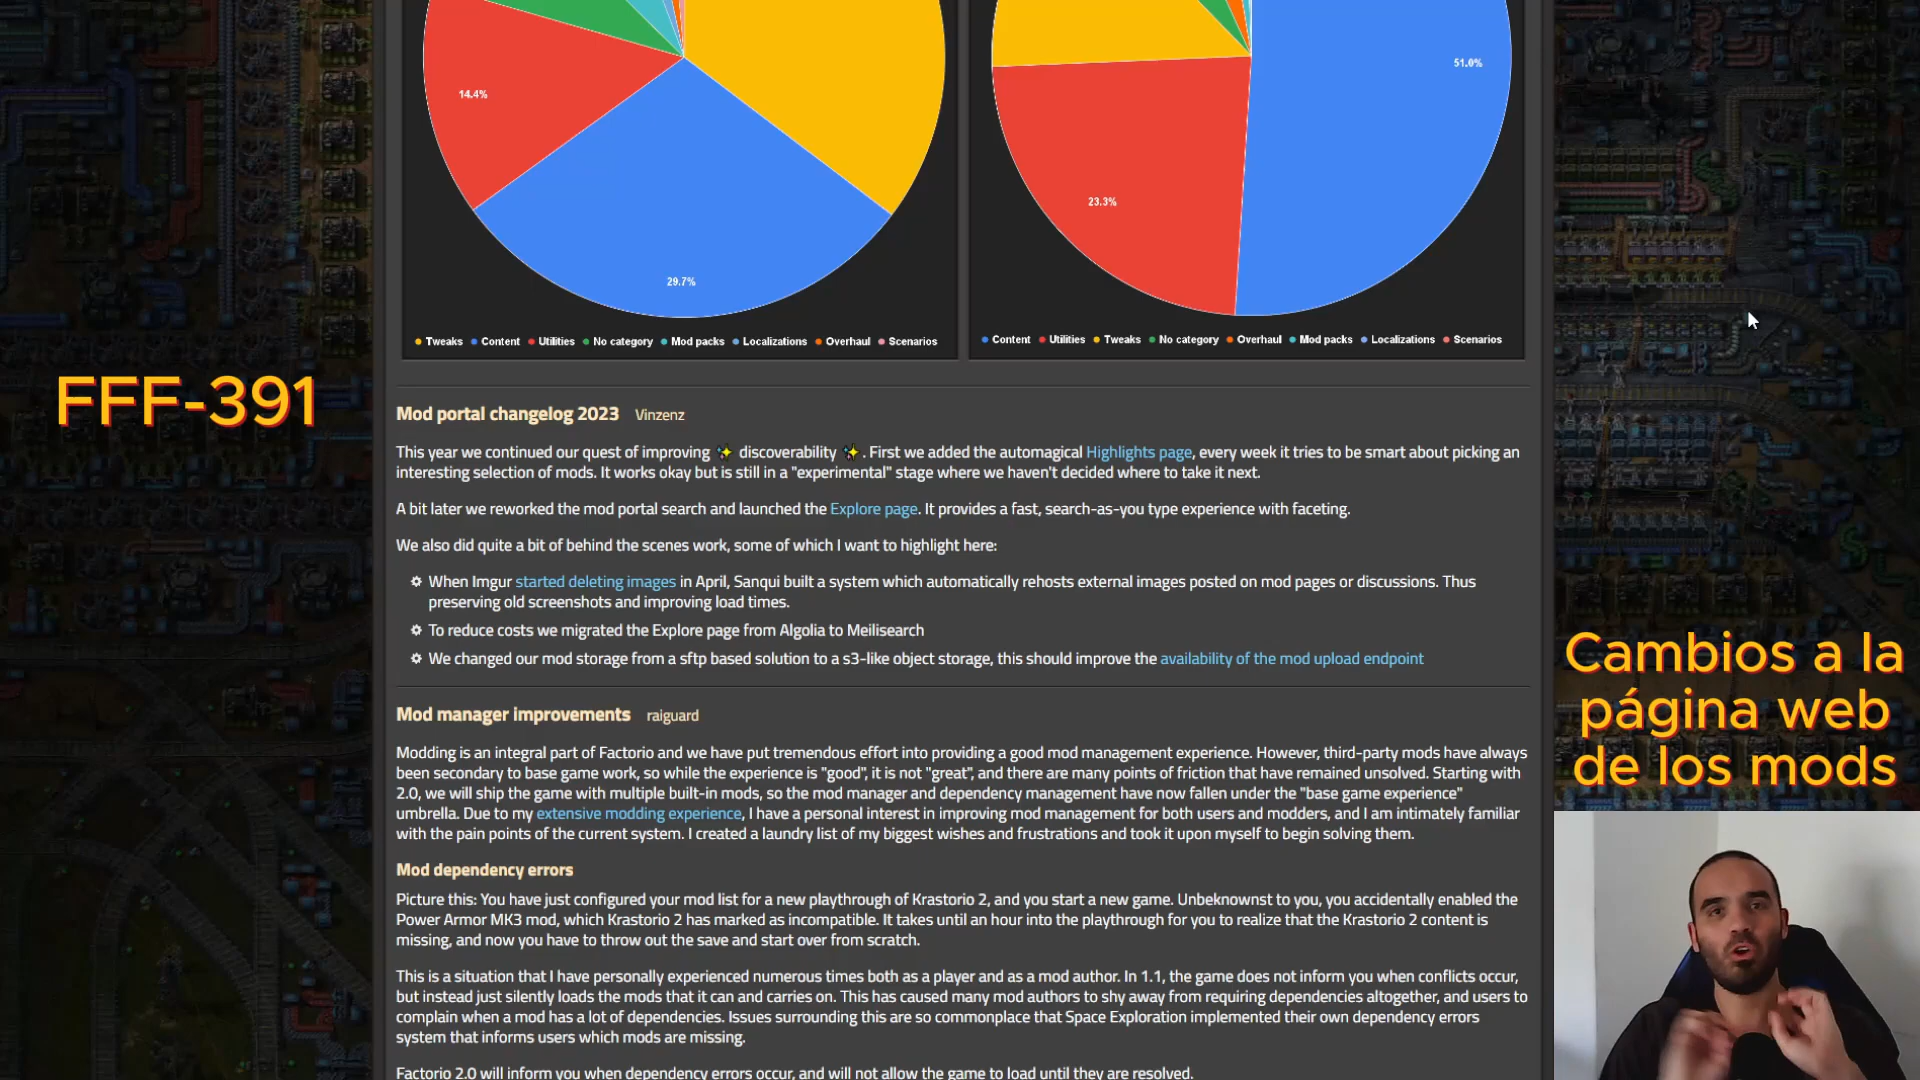 14.4%
29.7%
51.0%
23.3%
Tweaks Content Utilities No category Mod packs Localizations Overhaul Scenarios
Content Utilities Tweaks No category Overhaul Mod packs Localizations Scenarios
FFF-391
Mod portal changelog 2023 Vinzenz
This year we continued our quest of improving ✨ discoverability ✨. First we added the automagical Highlights page, every week it tries to be smart about picking an
interesting selection of mods. It works okay but is still in a "experimental" stage where we haven't decided where to take it next.
A bit later we reworked the mod portal search and launched the Explore page. It provides a fast, search-as-you type experience with faceting.
We also did quite a bit of behind the scenes work, some of which I want to highlight here:
When Imgur started deleting images in April, Sanqui built a system which automatically rehosts external images posted on mod pages or discussions. Thus
preserving old screenshots and improving load times.
To reduce costs we migrated the Explore page from Algolia to Meilisearch
We changed our mod storage from a sftp based solution to a s3-like object storage, this should improve the availability of the mod upload endpoint
Cambios a la
página web
de los mods
Mod manager improvements raiguard
Modding is an integral part of Factorio and we have put tremendous effort into providing a good mod management experience. However, third-party mods have always
been secondary to base game work, so while the experience is "good", it is not "great", and there are many points of friction that have remained unsolved. Starting with
2.0, we will ship the game with multiple built-in mods, so the mod manager and dependency management have now fallen under the "base game experience"
umbrella. Due to my extensive modding experience, I have a personal interest in improving mod management for both users and modders, and I am intimately familiar
with the pain points of the current system. I created a laundry list of my biggest wishes and frustrations and took it upon myself to begin solving them.
Mod dependency errors
Picture this: You have just configured your mod list for a new playthrough of Krastorio 2, and you start a new game. Unbeknownst to you, you accidentally enabled the
Power Armor MK3 mod, which Krastorio 2 has marked as incompatible. It takes until an hour into the playthrough for you to realize that the Krastorio 2 content is
missing, and now you have to throw out the save and start over from scratch.
This is a situation that I have personally experienced numerous times both as a player and as a mod author. In 1.1, the game does not inform you when conflicts occur,
but instead just silently loads the mods that it can and carries on. This has caused many mod authors to shy away from requiring dependencies altogether, and users to
complain when a mod has a lot of dependencies. Issues surrounding this are so commonplace that Space Exploration implemented their own dependency errors
system that informs users which mods are missing.
Factorio 2.0 will inform you when dependency errors occur, and will not allow the game to load until they are resolved.